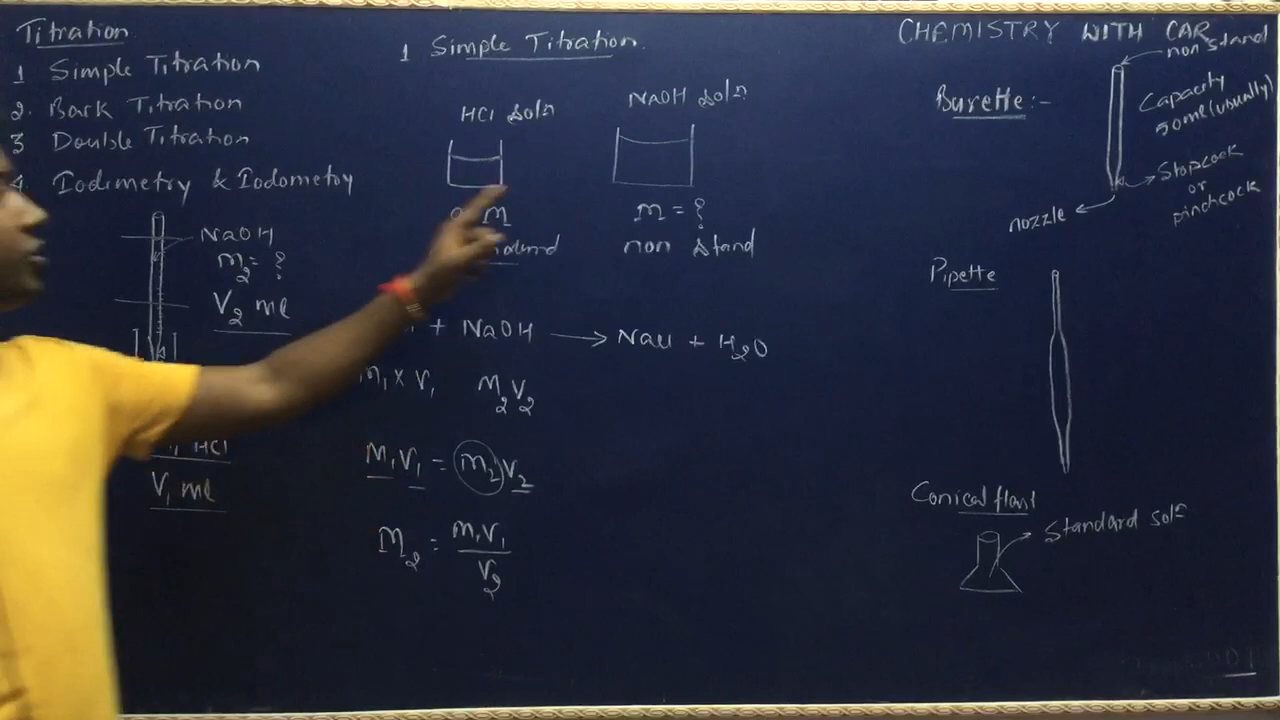 Titration
1 Simple Titration
2. Back Titration
3 Double Titration
4. Iodimetry & Iodometry
NaOH
M₂ = ?
V₂ ml
HCl
V₁ ml
1 Simple Titration.
HCl Solⁿ
NaOH Solⁿ
M
M = ?
non Stand
+ NaOH → NaCl + H₂O
M₁ × V₁ M₂V₂
M₁V₁ = M₂V₂
M₂ = M₁V₁
V₂
CHEMISTRY WITH CAR
non stand
Burette:-
Capacity
50ml (usually)
Stopcock
or
pinchcock
nozzle
Pipette
Conical flask
Standard solⁿ